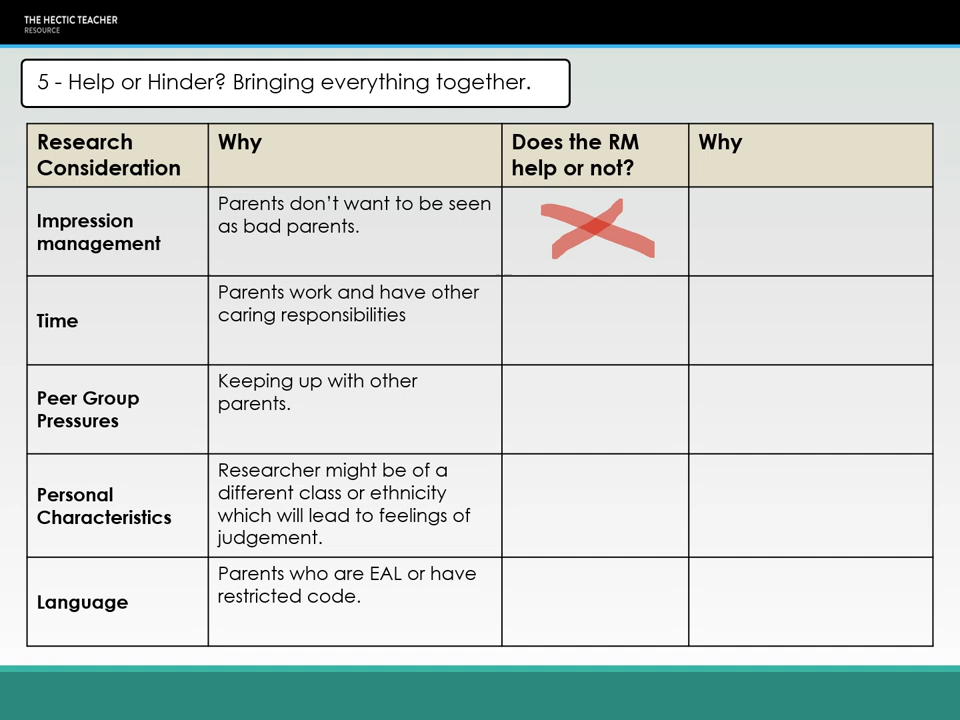 THE HECTIC TEACHER
RESOURCE
5 - Help or Hinder? Bringing everything together.
Research
Consideration
Why
Does the RM
help or not?
Why
Impression
management
Parents don’t want to be seen
as bad parents.
Time
Parents work and have other
caring responsibilities
Peer Group
Pressures
Keeping up with other
parents.
Personal
Characteristics
Researcher might be of a
different class or ethnicity
which will lead to feelings of
judgement.
Language
Parents who are EAL or have
restricted code.